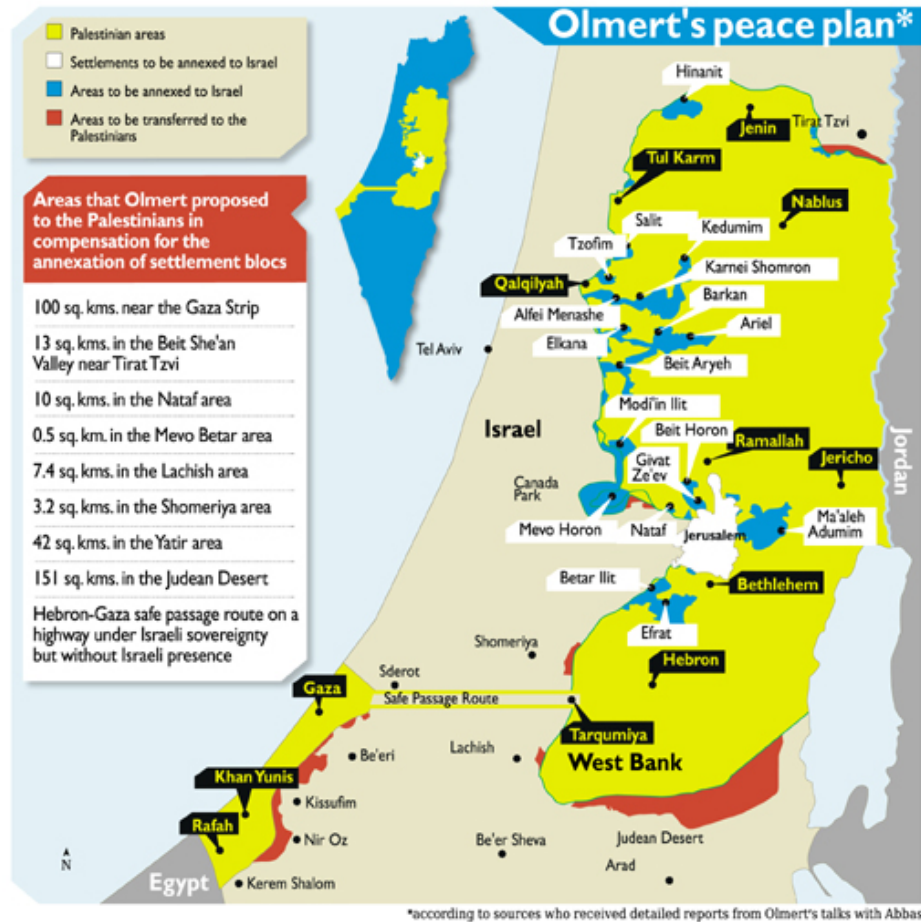 Olmert's peace plan*
Palestinian areas
Settlements to be annexed to Israel
Areas to be annexed to Israel
Areas to be transferred to the
Palestinians
Areas that Olmert proposed
to the Palestinians in
compensation for the
annexation of settlement blocs
100 sq. kms. near the Gaza Strip
13 sq. kms. in the Beit She'an
Valley near Tirat Tzvi
10 sq. kms. in the Nataf area
0.5 sq. km. in the Mevo Betar area
7.4 sq. kms. in the Lachish area
3.2 sq. kms. in the Shomeriya area
42 sq. kms. in the Yatir area
151 sq. kms. in the Judean Desert
Hebron-Gaza safe passage route on a
highway under Israeli sovereignty
but without Israeli presence
Hinanit
Jenin
Tirat Tzvi
Tul Karm
Nablus
Salit
Kedumim
Tzofim
Karnei Shomron
Qalqilyah
Barkan
Alfei Menashe
Ariel
Elkana
Tel Aviv
Beit Aryeh
Modi'in Ilit
Israel
Beit Horon
Ramallah
Givat
Ze'ev
Jericho
Jordan
Canada
Park
Mevo Horon
Nataf
Jerusalem
Ma'aleh
Adumim
Betar Ilit
Bethlehem
Efrat
Shomeriya
Hebron
Sderot
Gaza
Safe Passage Route
Tarqumiya
Be'eri
Lachish
West Bank
Khan Yunis
Kissufim
Rafah
Nir Oz
Be'er Sheva
Judean Desert
Arad
N
Egypt
Kerem Shalom
*according to sources who received detailed reports from Olmert's talks with Abbas